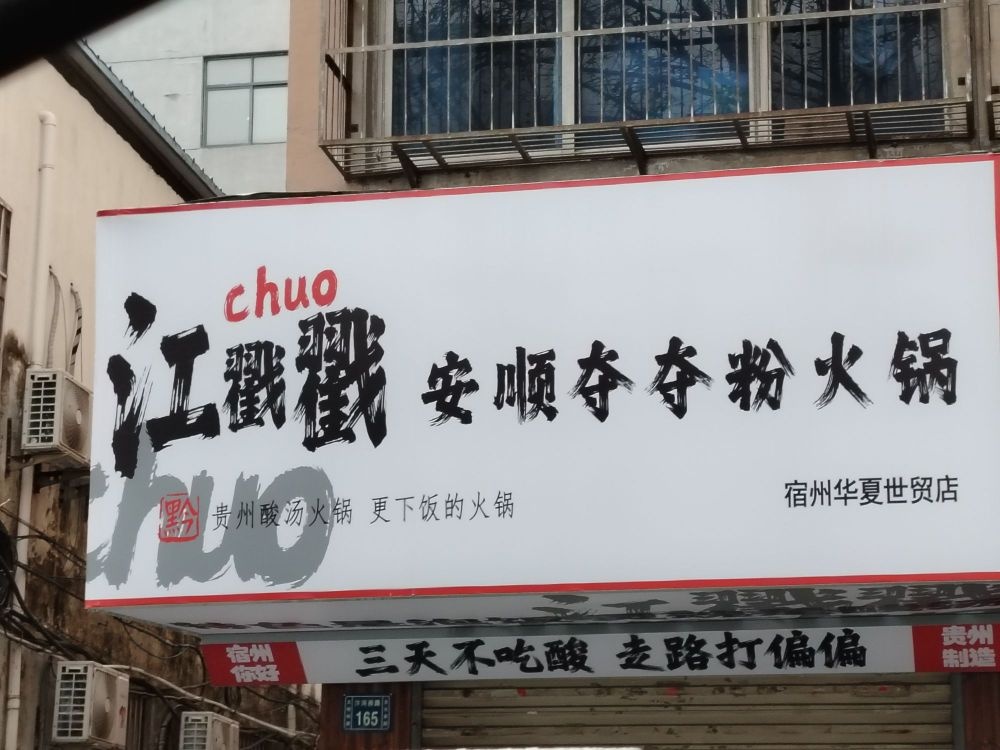 chuo
江戳戳 安顺夺夺粉火锅
chuo
黔 贵州酸汤火锅 更下饭的火锅
宿州华夏世贸店
宿州你好
三天不吃酸 走路打偏偏
贵州制造
165